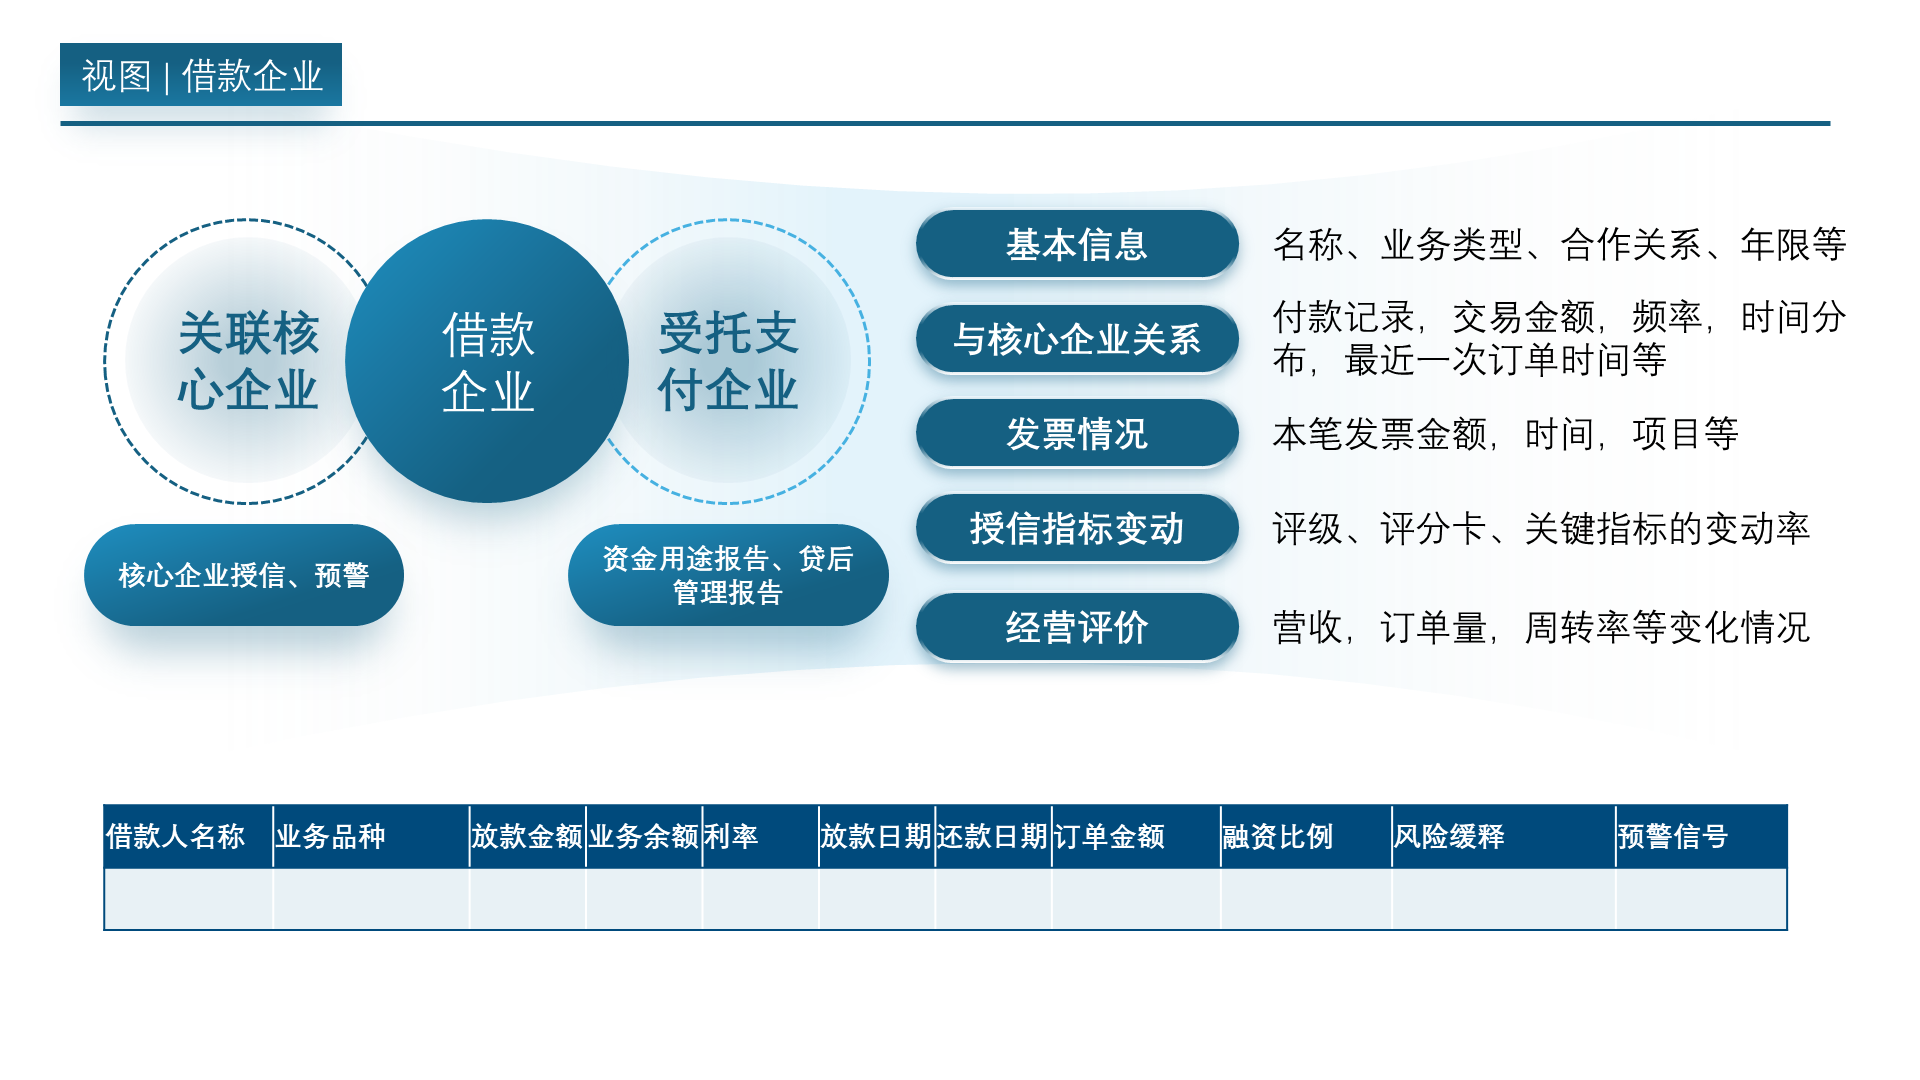 视图 | 借款企业
关联核
心企业
借款
企业
受托支
付企业
核心企业授信、预警
资金用途报告、贷后
管理报告
基本信息
名称、业务类型、合作关系、年限等
与核心企业关系
付款记录，交易金额，频率，时间分
布，最近一次订单时间等
发票情况
本笔发票金额，时间，项目等
授信指标变动
评级、评分卡、关键指标的变动率
经营评价
营收，订单量，周转率等变化情况
借款人名称 业务品种 放款金额 业务余额 利率 放款日期 还款日期 订单金额 融资比例 风险缓释 预警信号